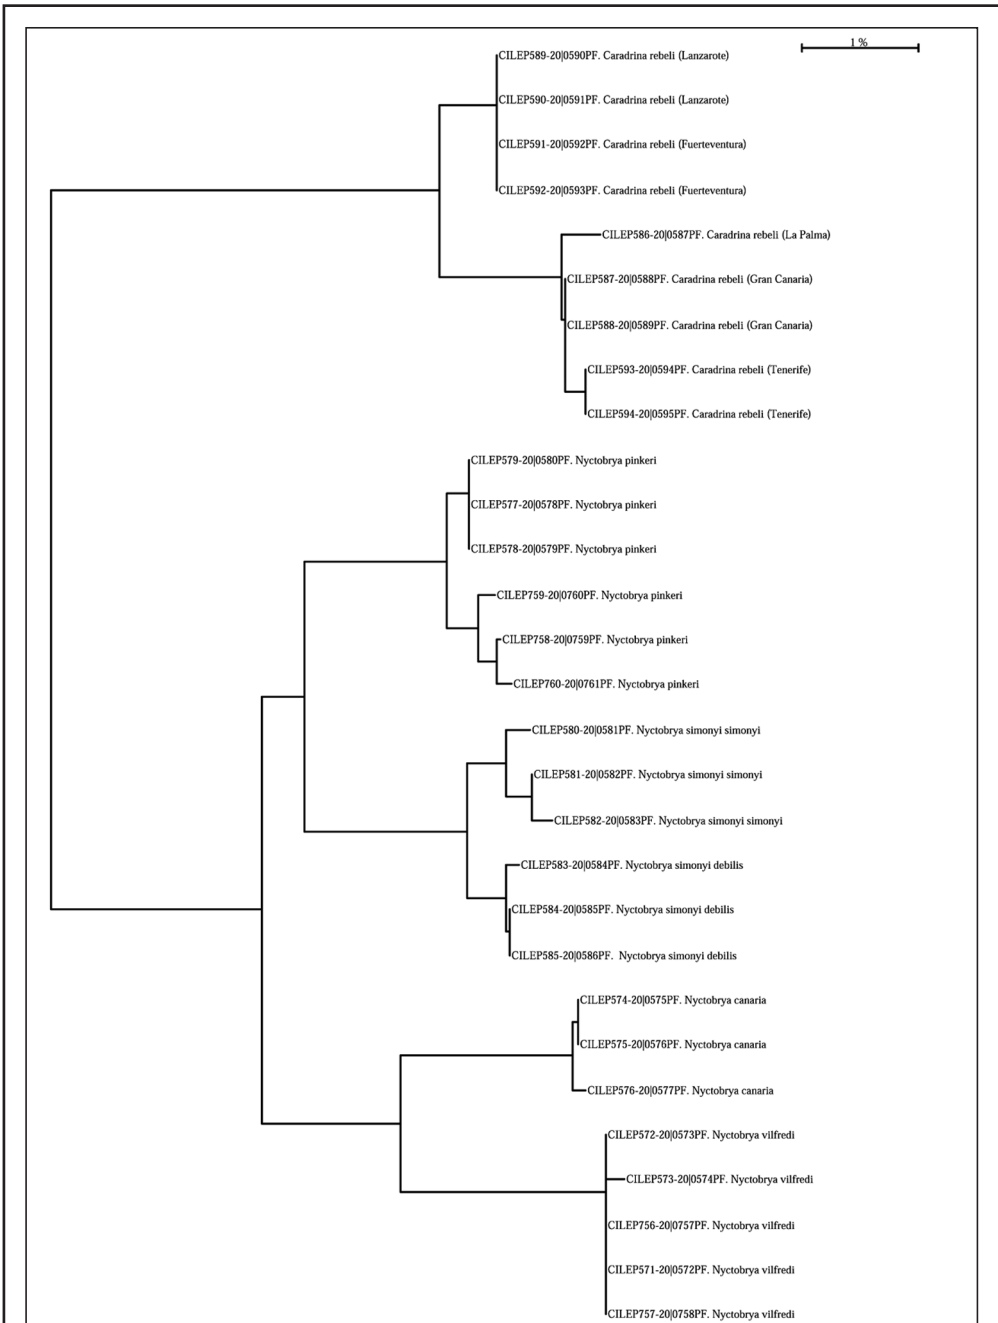 1 %
CILEP589-20|0590PF. Caradrina rebeli (Lanzarote)
CILEP590-20|0591PF. Caradrina rebeli (Lanzarote)
CILEP591-20|0592PF. Caradrina rebeli (Fuerteventura)
CILEP592-20|0593PF. Caradrina rebeli (Fuerteventura)
CILEP586-20|0587PF. Caradrina rebeli (La Palma)
CILEP587-20|0588PF. Caradrina rebeli (Gran Canaria)
CILEP588-20|0589PF. Caradrina rebeli (Gran Canaria)
CILEP593-20|0594PF. Caradrina rebeli (Tenerife)
CILEP594-20|0595PF. Caradrina rebeli (Tenerife)
CILEP579-20|0580PF. Nyctobrya pinkeri
CILEP577-20|0578PF. Nyctobrya pinkeri
CILEP578-20|0579PF. Nyctobrya pinkeri
CILEP759-20|0760PF. Nyctobrya pinkeri
CILEP758-20|0759PF. Nyctobrya pinkeri
CILEP760-20|0761PF. Nyctobrya pinkeri
CILEP580-20|0581PF. Nyctobrya simonyi simonyi
CILEP581-20|0582PF. Nyctobrya simonyi simonyi
CILEP582-20|0583PF. Nyctobrya simonyi simonyi
CILEP583-20|0584PF. Nyctobrya simonyi debilis
CILEP584-20|0585PF. Nyctobrya simonyi debilis
CILEP585-20|0586PF. Nyctobrya simonyi debilis
CILEP574-20|0575PF. Nyctobrya canaria
CILEP575-20|0576PF. Nyctobrya canaria
CILEP576-20|0577PF. Nyctobrya canaria
CILEP572-20|0573PF. Nyctobrya vilfredi
CILEP573-20|0574PF. Nyctobrya vilfredi
CILEP756-20|0757PF. Nyctobrya vilfredi
CILEP571-20|0572PF. Nyctobrya vilfredi
CILEP757-20|0758PF. Nyctobrya vilfredi